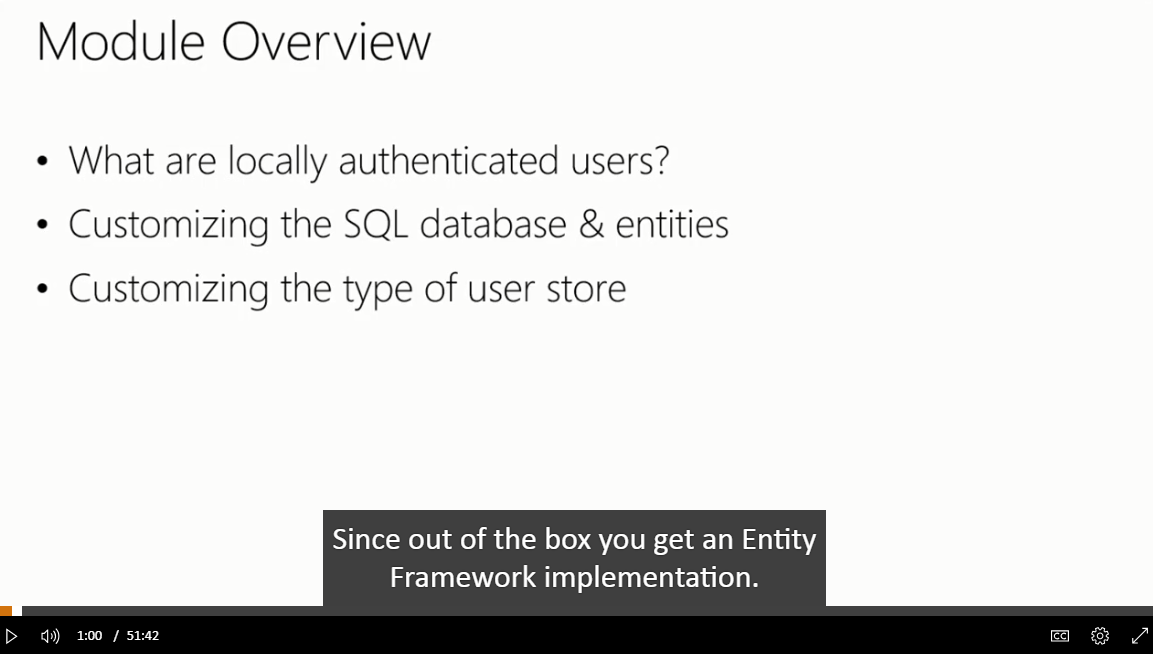 Module Overview
• What are locally authenticated users?
• Customizing the SQL database & entities
• Customizing the type of user store
Since out of the box you get an Entity
Framework implementation.
1:00 / 51:42
CC